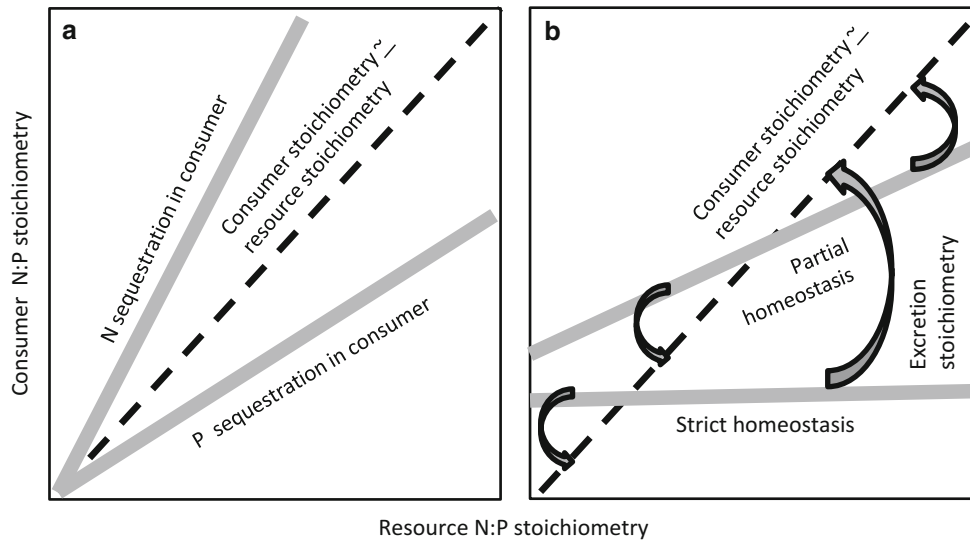 a
N sequestration in consumer
Consumer stoichiometry ~_
resource stoichiometry
P sequestration in consumer
b
Consumer stoichiometry ~_
resource stoichiometry
Partial
homeostasis
Excretion
stoichiometry
Strict homeostasis
Consumer N:P stoichiometry
Resource N:P stoichiometry